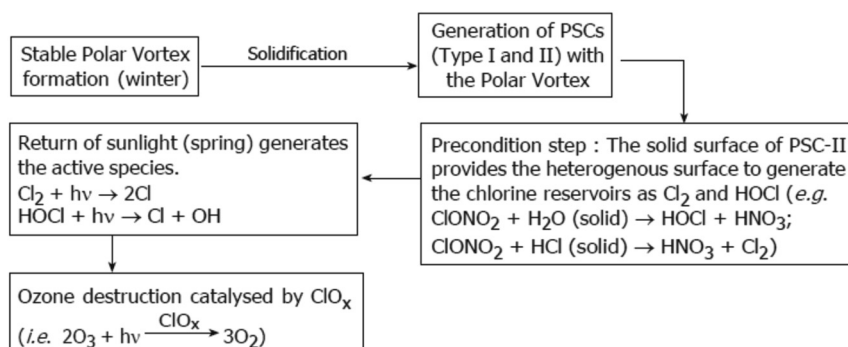 Stable Polar Vortex
formation (winter)
Solidification
Generation of PSCs
(Type I and II) with
the Polar Vortex
Precondition step : The solid surface of PSC-II
provides the heterogenous surface to generate
the chlorine reservoirs as Cl₂ and HOCl (e.g.
ClONO₂ + H₂O (solid) → HOCl + HNO₃;
ClONO₂ + HCl (solid) → HNO₃ + Cl₂)
Return of sunlight (spring) generates
the active species.
Cl₂ + hν → 2Cl
HOCl + hν → Cl + OH
Ozone destruction catalysed by ClOₓ
(i.e. 2O₃ + hν ClOₓ→ 3O₂)